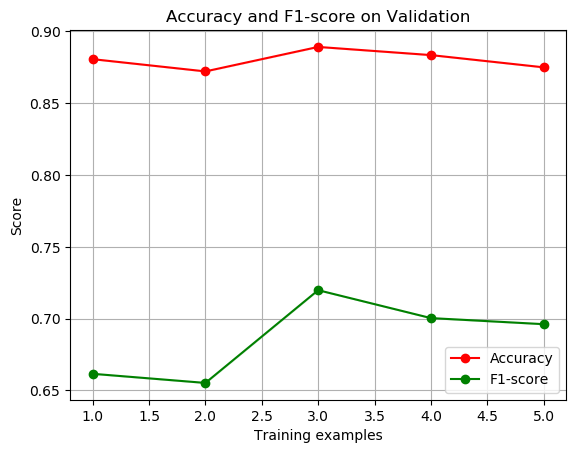 Accuracy and F1-score on Validation
0.90
0.85
0.80
0.75
0.70
0.65
Score
1.0 1.5 2.0 2.5 3.0 3.5 4.0 4.5 5.0
Training examples
Accuracy
F1-score